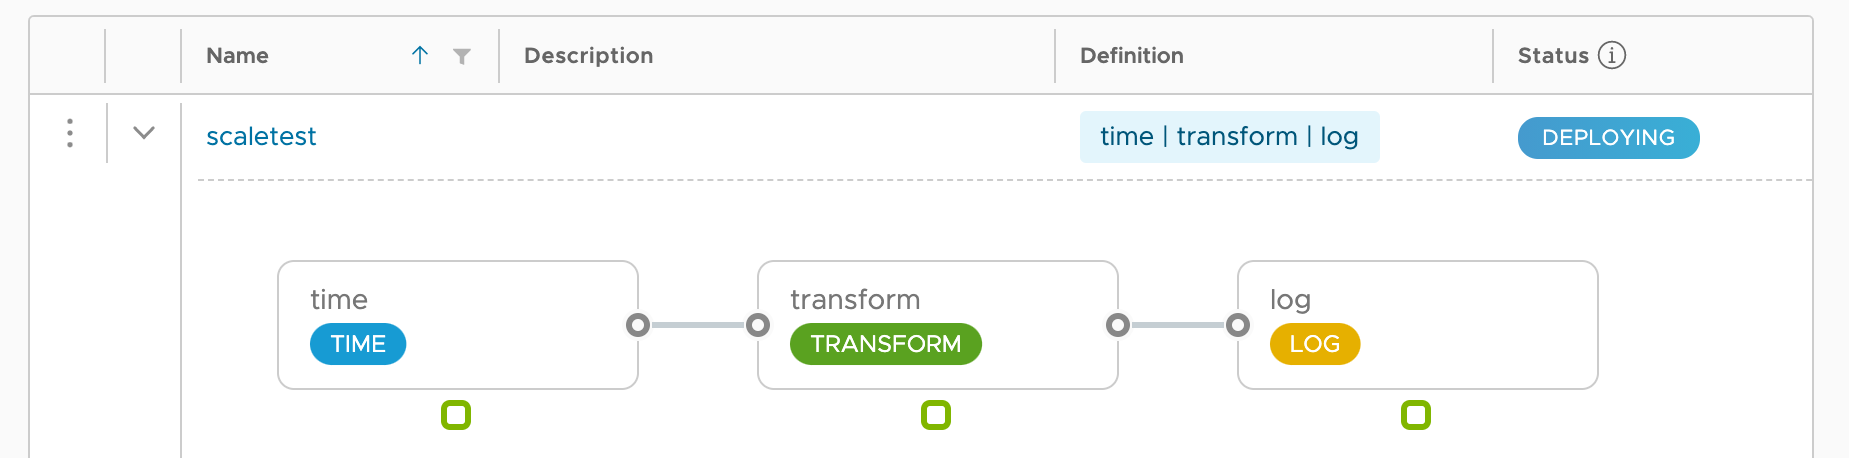 Name Description Definition Status
scaletest time | transform | log DEPLOYING
time transform log
TIME TRANSFORM LOG